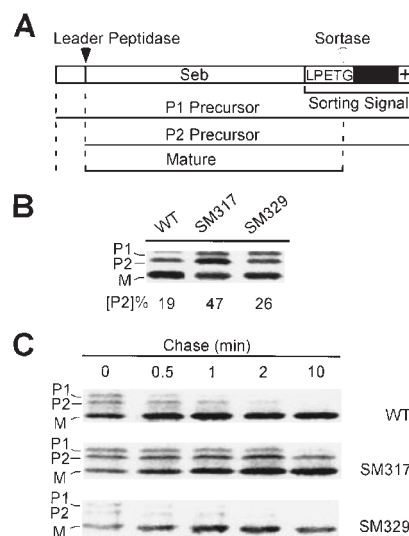 A
Leader Peptidase Sortase
Seb LPETG +
Sorting Signal
P1 Precursor
P2 Precursor
Mature
B
WT SM317 SM329
P1
P2
M
[P2]% 19 47 26
C
Chase (min)
0 0.5 1 2 10
P1
P2
M
WT
P1
P2
M
SM317
P1
P2
M
SM329